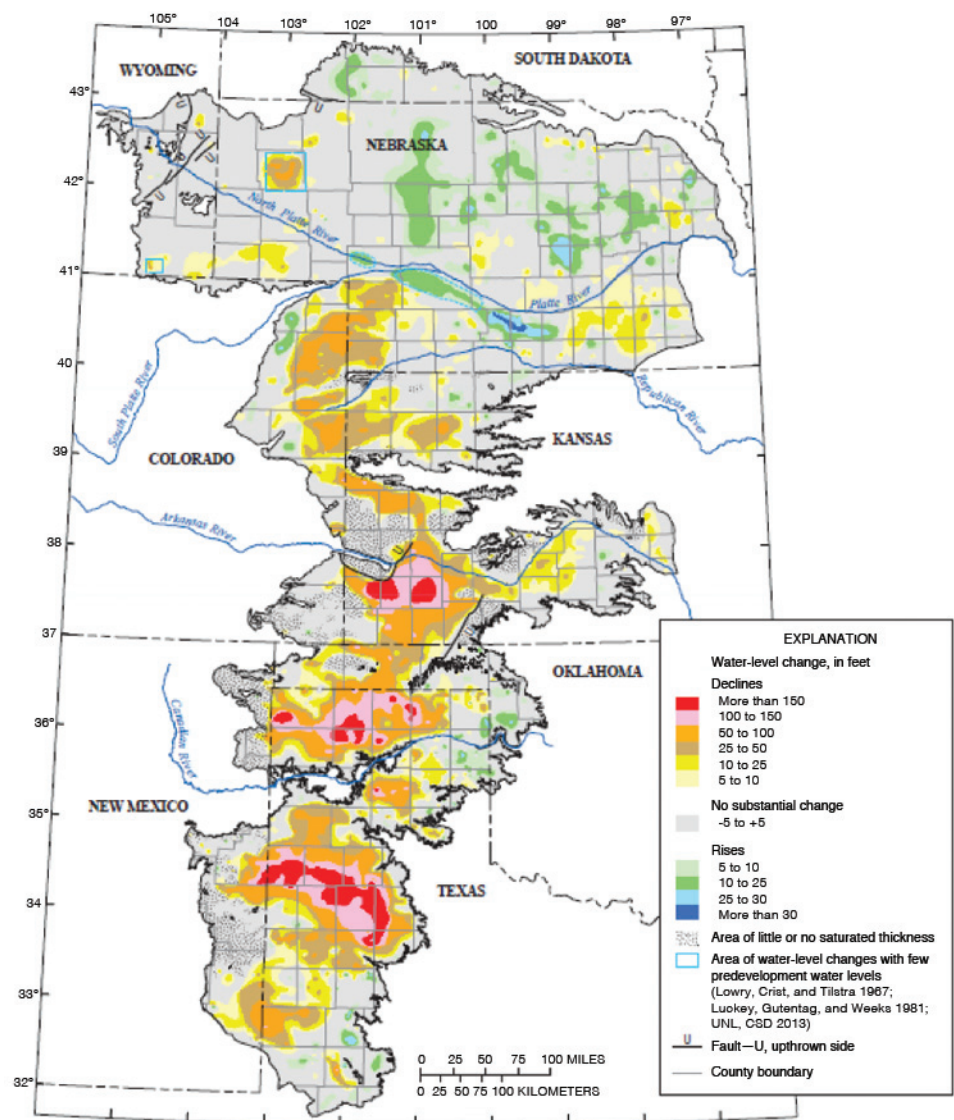 105° 104 103° 102° 101° 100 99° 98° 97°
WYOMING
SOUTH DAKOTA
43°
NEBRASKA
42°
North Platte River
41°
Platte River
40°
South Platte River
Republican River
KANSAS
39°
COLORADO
Arkansas River
38°
U
37°
OKLAHOMA
36°
Canadian River
35°
NEW MEXICO
34°
TEXAS
33°
32°
0 25 50 75 100 MILES
0 25 50 75 100 KILOMETERS
EXPLANATION
Water-level change, in feet
Declines
More than 150
100 to 150
50 to 100
25 to 50
10 to 25
5 to 10
No substantial change
-5 to +5
Rises
5 to 10
10 to 25
25 to 30
More than 30
Area of little or no saturated thickness
Area of water-level changes with few
predevelopment water levels
(Lowry, Crist, and Tilstra 1967;
Luokey, Gutentag, and Weeks 1981;
UNL, CSD 2013)
U
Fault—U, upthrown side
County boundary